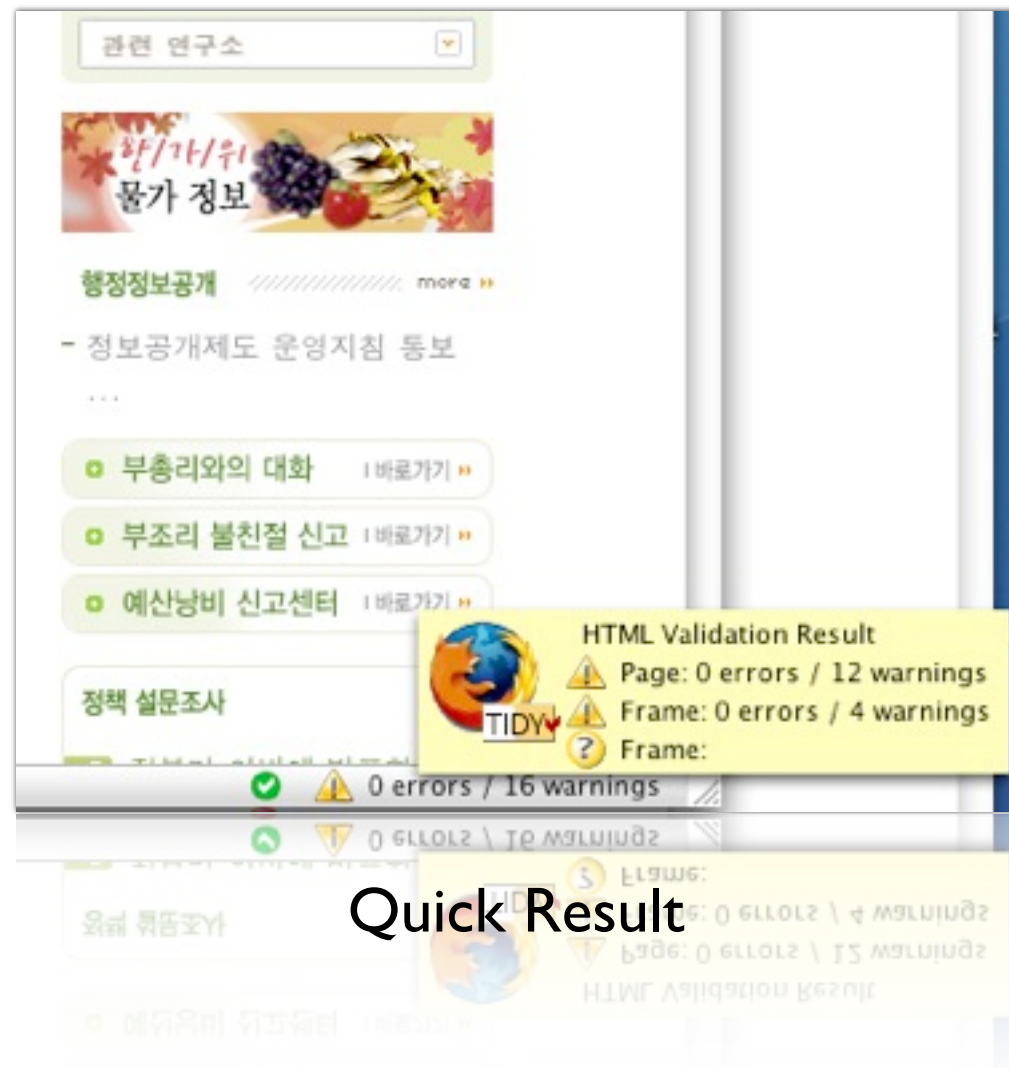 관련 연구소
한/가/위
물가 정보
행정정보공개 more
- 정보공개제도 운영지침 통보
...
부총리와의 대화 | 바로가기
부조리 불친절 신고 | 바로가기
예산낭비 신고센터 | 바로가기
정책 설문조사
HTML Validation Result
Page: 0 errors / 12 warnings
Frame: 0 errors / 4 warnings
Frame:
TIDY
0 errors / 16 warnings
Quick Result